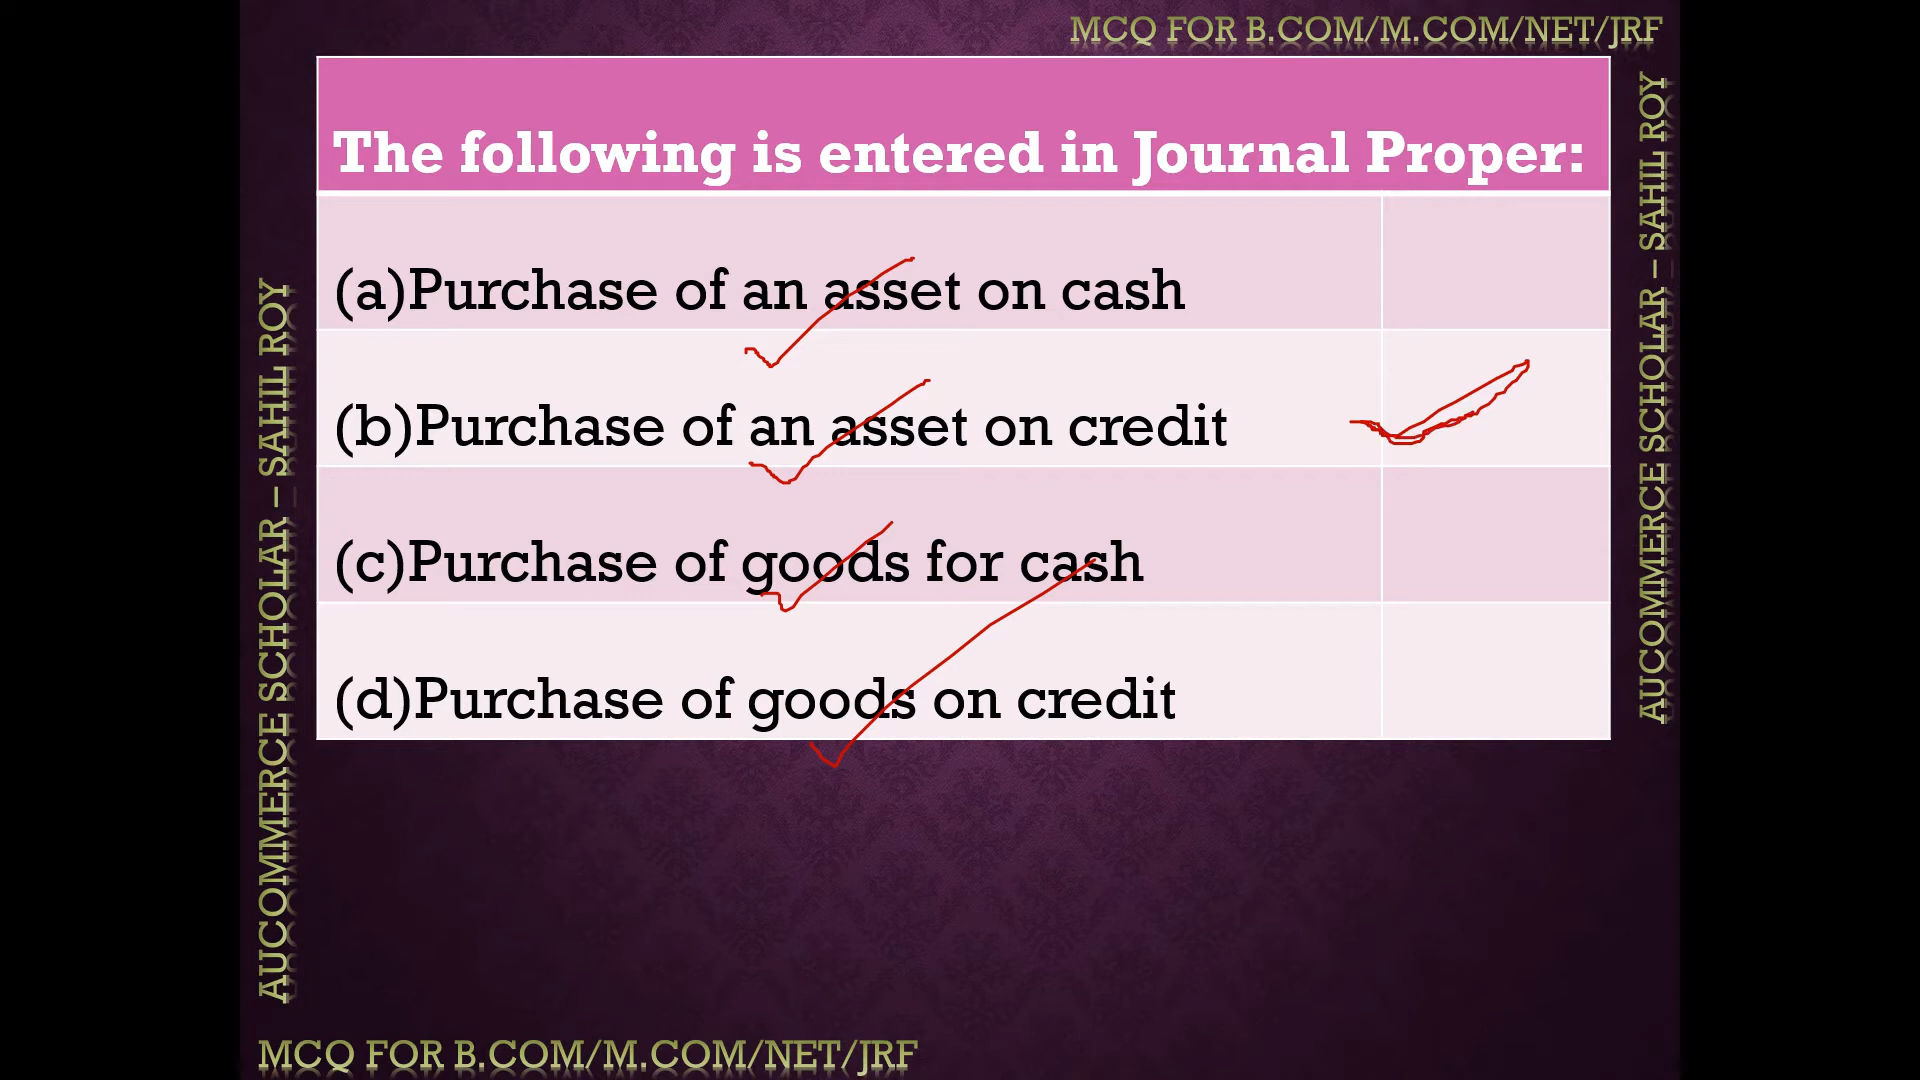 MCQ FOR B.COM/M.COM/NET/JRF
The following is entered in Journal Proper:
(a)Purchase of an asset on cash
(b)Purchase of an asset on credit
(c)Purchase of goods for cash
(d)Purchase of goods on credit
AUCOMMERCE SCHOLAR – SAHIL ROY
AUCOMMERCE SCHOLAR – SAHIL ROY
MCQ FOR B.COM/M.COM/NET/JRF